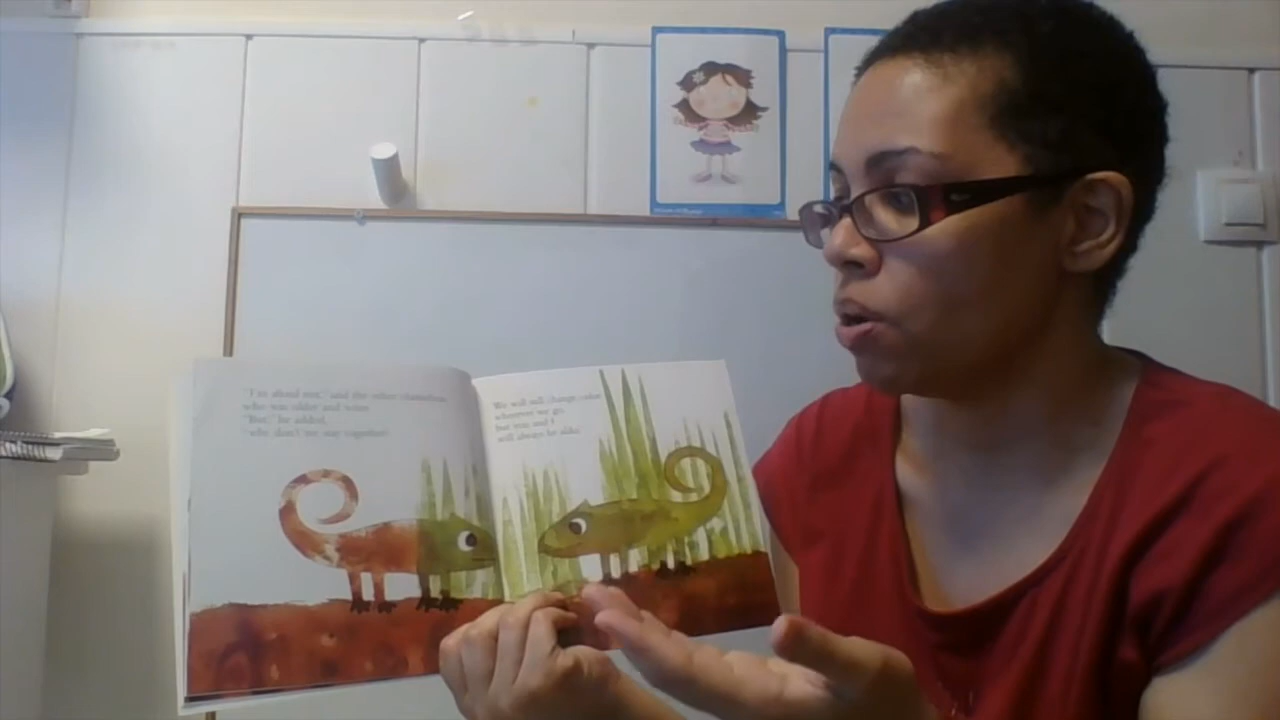 "I'm afraid not," said the other chameleon,
who was older and wiser.
"But," he added,
"why don't we stay together?
We will still change color
wherever we go,
but you and I
will always be alike."